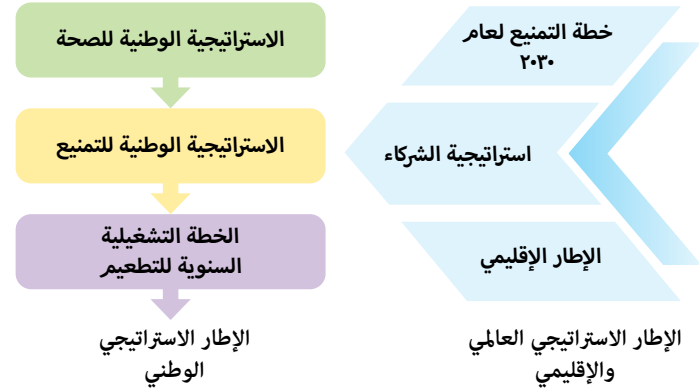 خطة التمنيع لعام
٢٠٣٠
استراتيجية الشركاء
الإطار الإقليمي
الإطار الاستراتيجي العالمي
والإقليمي
الاستراتيجية الوطنية للصحة
الاستراتيجية الوطنية للتمنيع
الخطة التشغيلية
السنوية للتطعيم
الإطار الاستراتيجي
الوطني